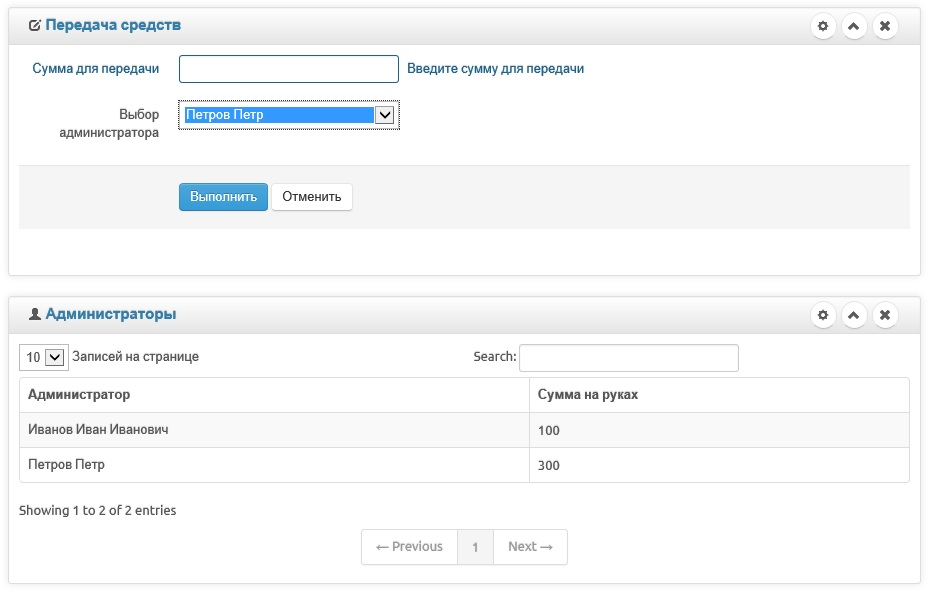 Передача средств
Сумма для передачи
Введите сумму для передачи
Выбор
администратора
Петров Петр
Выполнить Отменить
Администраторы
10 Записей на странице
Search:
Администратор Сумма на руках
Иванов Иван Иванович 100
Петров Петр 300
Showing 1 to 2 of 2 entries
← Previous 1 Next →